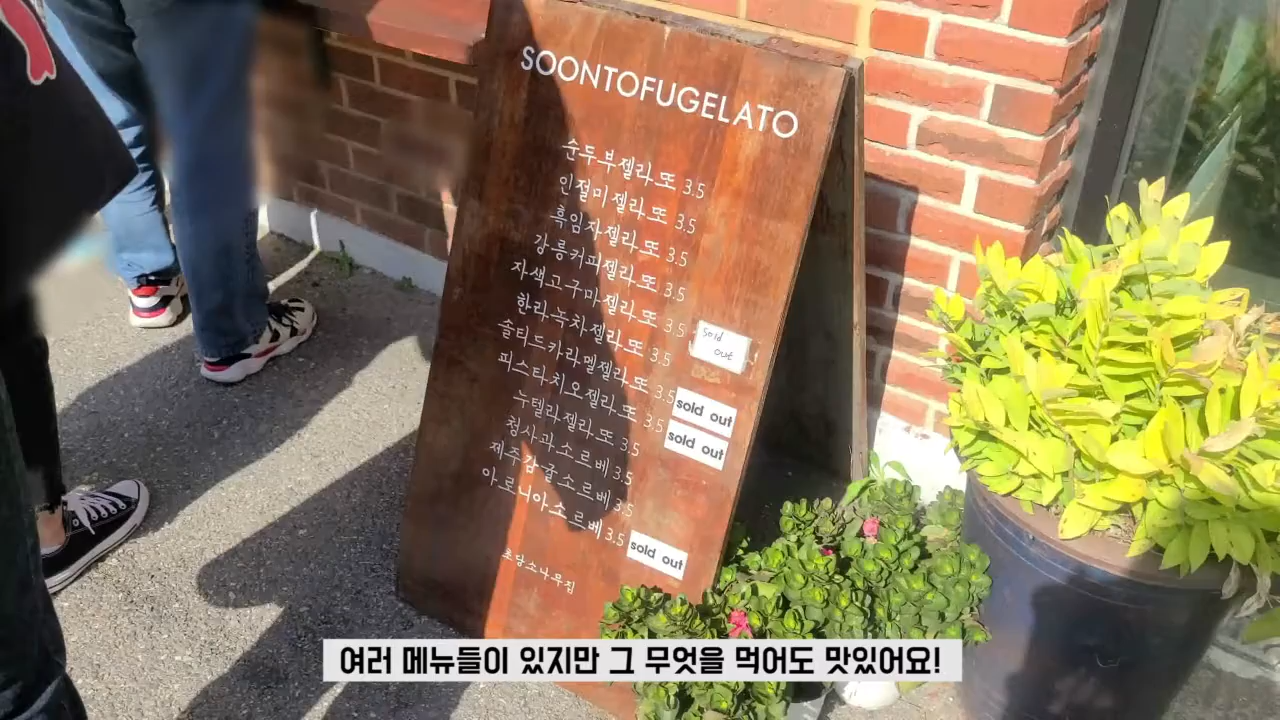 SOONTOFUGELATO
순두부젤라또 3.5
인절미젤라또 3.5
흑임자젤라또 3.5
강릉커피젤라또 3.5
자색고구마젤라또 3.5 Sold out
한라녹차젤라또 3.5
솔티드카라멜젤라또 3.5 sold out
피스타치오젤라또 3.5 sold out
누텔라젤라또 3.5
청사과소르베 3.5
제주감귤소르베 3.5
아로니아소르베 3.5 sold out
초당소나무집
여러 메뉴들이 있지만 그 무엇을 먹어도 맛있어요!